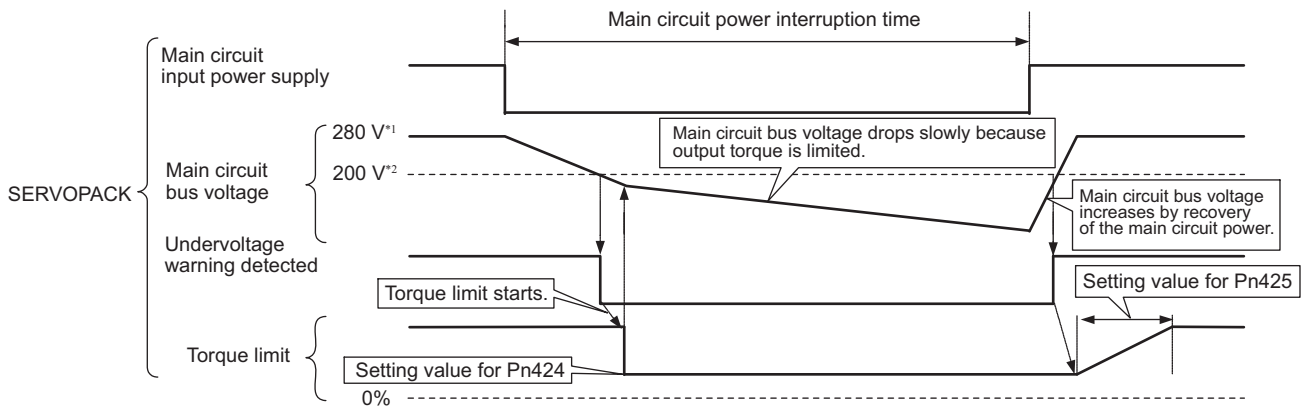 Main circuit power interruption time
SERVOPACK
Main circuit
input power supply
280 V*1
Main circuit
bus voltage
200 V*2
Main circuit bus voltage drops slowly because
output torque is limited.
Main circuit bus voltage
increases by recovery
of the main circuit power.
Undervoltage
warning detected
Torque limit starts.
Setting value for Pn425
Torque limit
Setting value for Pn424
0%